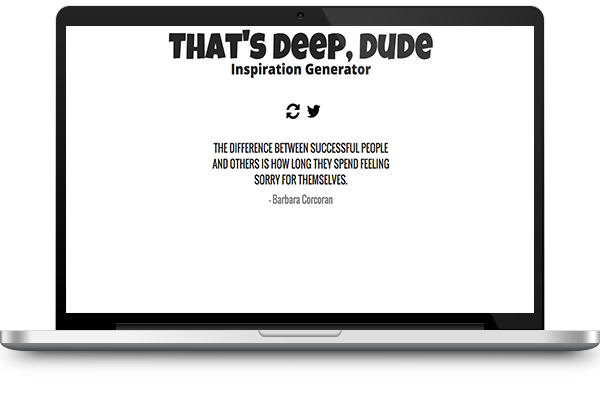 THAT'S DEEP, DUDE
Inspiration Generator
THE DIFFERENCE BETWEEN SUCCESSFUL PEOPLE
AND OTHERS IS HOW LONG THEY SPEND FEELING
SORRY FOR THEMSELVES.
- Barbara Corcoran